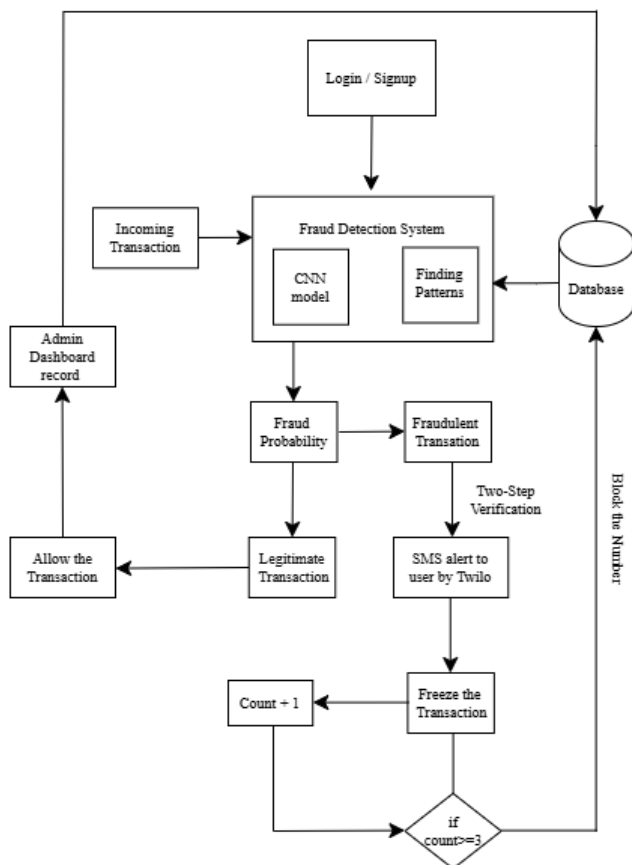 Login / Signup
Incoming
Transaction
Fraud Detection System
CNN
model
Finding
Patterns
Database
Admin
Dashboard
record
Fraud
Probability
Fraudulent
Transation
Two-Step
Verification
Block the Number
Allow the
Transaction
Legitimate
Transaction
SMS alert to
user by Twilo
Count + 1
Freeze the
Transaction
if
count>=3